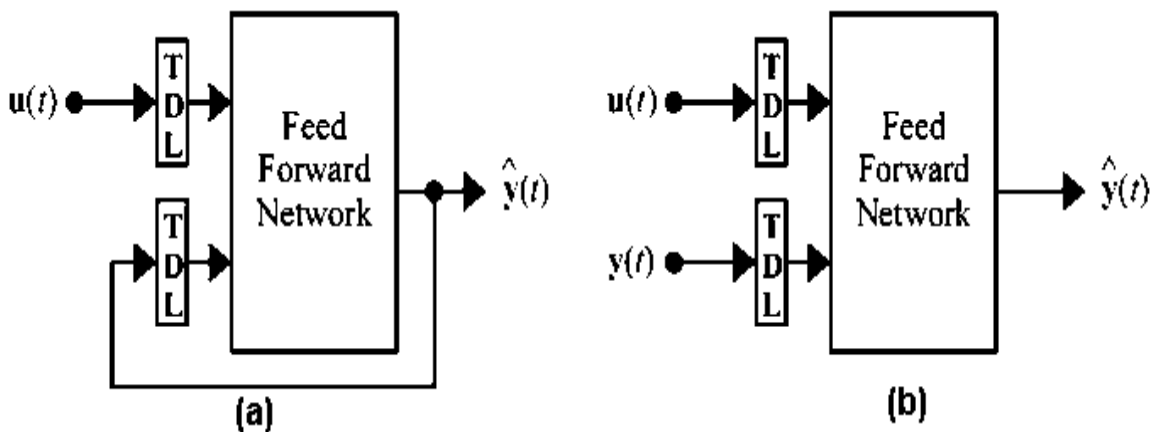 u(t)
T
D
L
Feed
Forward
Network
ŷ(t)
T
D
L
(a)
u(t)
T
D
L
Feed
Forward
Network
ŷ(t)
y(t)
T
D
L
(b)